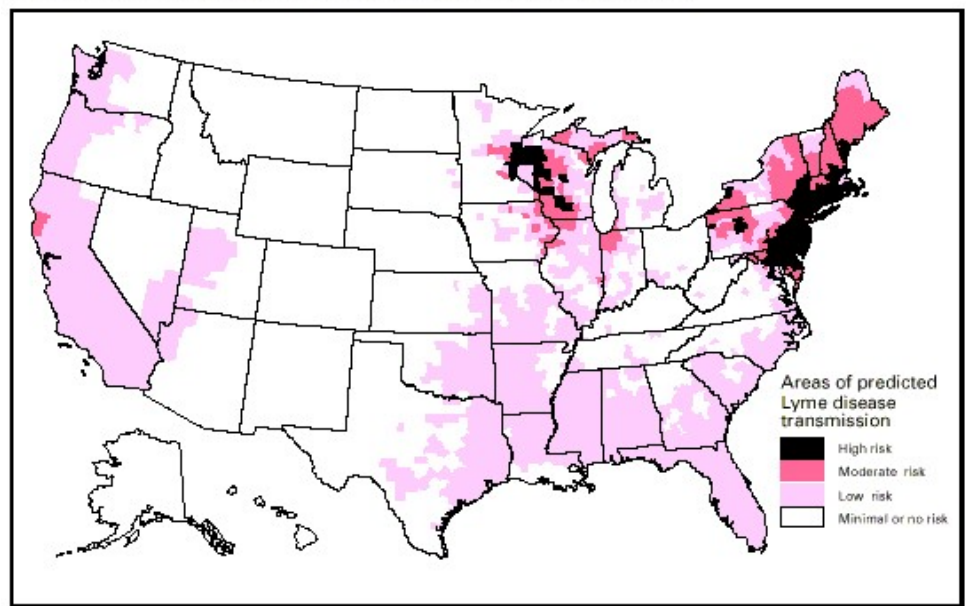 Areas of predicted
Lyme disease
transmission
High risk
Moderate risk
Low risk
Minimal or no risk